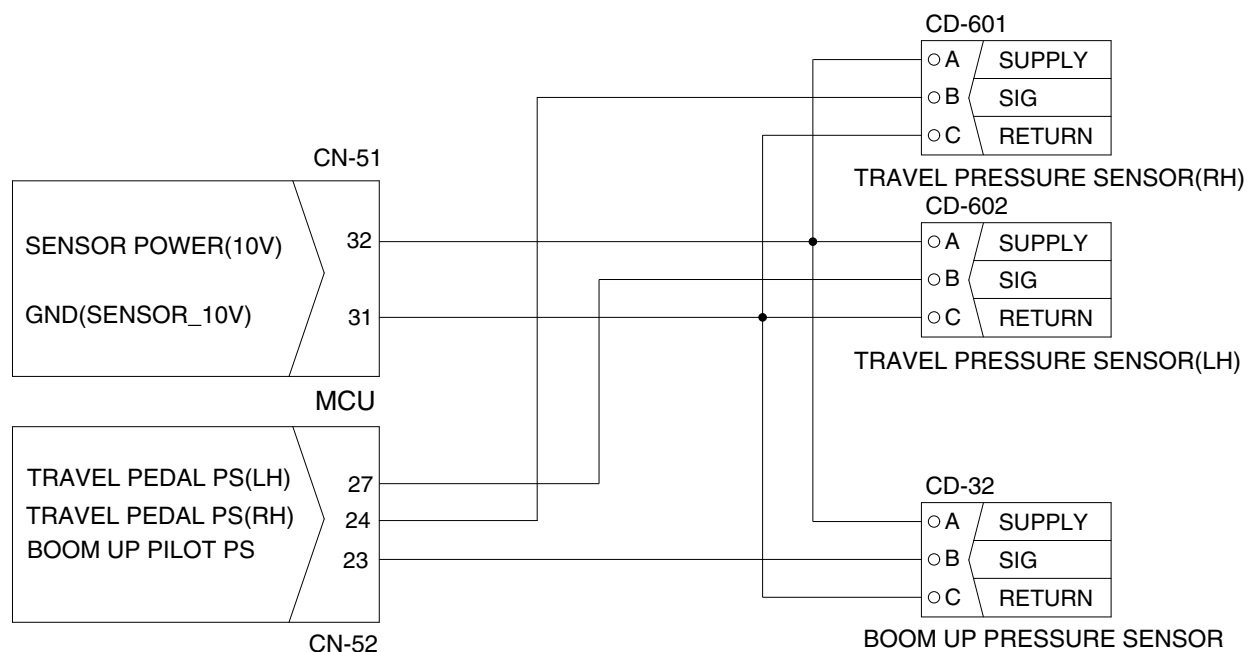 CD-601
A SUPPLY
B SIG
C RETURN
TRAVEL PRESSURE SENSOR(RH)
CN-51
SENSOR POWER(10V) 32
GND(SENSOR_10V) 31
MCU
CD-602
A SUPPLY
B SIG
C RETURN
TRAVEL PRESSURE SENSOR(LH)
TRAVEL PEDAL PS(LH) 27
TRAVEL PEDAL PS(RH) 24
BOOM UP PILOT PS 23
CN-52
CD-32
A SUPPLY
B SIG
C RETURN
BOOM UP PRESSURE SENSOR